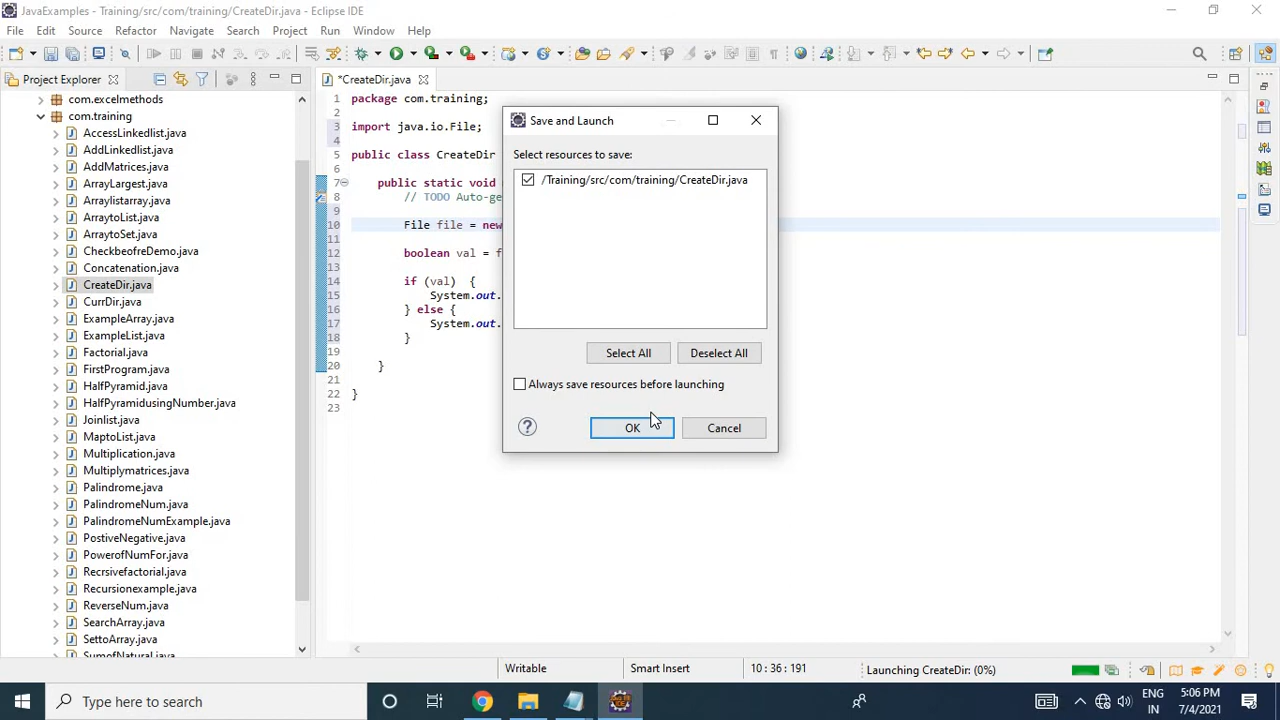 JavaExamples - Training/src/com/training/CreateDir.java - Eclipse IDE
File Edit Source Refactor Navigate Search Project Run Window Help
Project Explorer
com.excelmethods
com.training
AccessLinkedlist.java
AddLinkedlist.java
AddMatrices.java
ArrayLargest.java
Arraylistarray.java
ArraytoList.java
ArraytoSet.java
CheckbeofreDemo.java
Concatenation.java
CreateDir.java
CurrDir.java
ExampleArray.java
ExampleList.java
Factorial.java
FirstProgram.java
HalfPyramid.java
HalfPyramidusingNumber.java
Joinlist.java
MaptoList.java
Multiplication.java
Multiplymatrices.java
Palindrome.java
PalindromeNum.java
PalindromeNumExample.java
PostiveNegative.java
PowerofNumFor.java
Recrsivefactorial.java
Recursionexample.java
ReverseNum.java
SearchArray.java
SettoArray.java
SumofNatural.java
*CreateDir.java
1 package com.training;
2
3 import java.io.File;
4
5 public class CreateDir
6
7 public static void
8 // TODO Auto-ge
9
10 File file = new
11
12 boolean val = f
13
14 if (val) {
15 System.out.
16 } else {
17 System.out.
18 }
19
20 }
21
22 }
23
Save and Launch
Select resources to save:
/Training/src/com/training/CreateDir.java
Select All Deselect All
Always save resources before launching
OK Cancel
Writable Smart Insert 10 : 36 : 191 Launching CreateDir: (0%)
Type here to search
ENG
IN
5:06 PM
7/4/2021